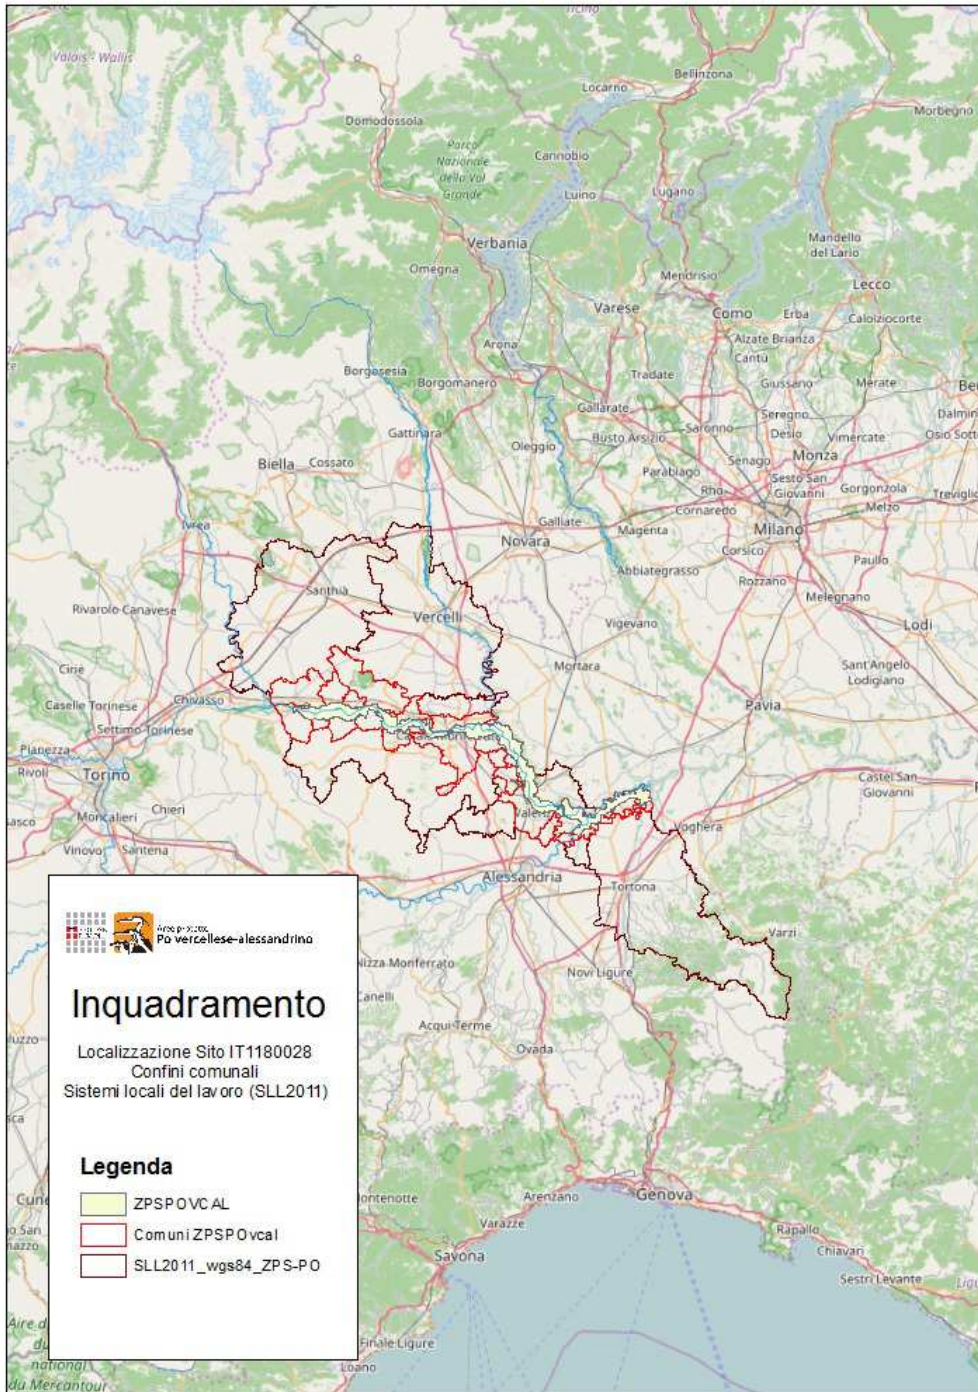 Ticino
Valais - Wallis
Bellinzona
Locarno
Morbegno
Domodossola
Parco
Nazionale
della Val
Grande
Cannobio
Luino
Lugano
Verbania
Mandello
del Lario
Omegna
Mendrisio
Lecco
Varese
Como
Erba
Calolziocorte
Arona
Alzate Brianza
Cantù
Borgosesia
Borgomanero
Tradate
Giussano
Merate
Gallarate
Seregno
Dalmin
Gattinara
Saronno
Desio
Vimercate
Osio Sott
Oleggio
Busto Arsizio
Biella
Cossato
Senago
Monza
Parabiago
Sesto San
Giovanni
Gorgonzola
Treviglio
Rho
Cornaredo
Melzo
Ivrea
Galliate
Magenta
Milano
Novara
Corsico
Paullo
Abbiategrasso
Rozzano
Santhià
Melegnano
Rivarolo Canavese
Vercelli
Vigevano
Lodi
Cirié
Mortara
Sant'Angelo
Lodigiano
Caselle Torinese
Chivasso
Pavia
Settimo Torinese
Pianezza
Rivoli
Torino
Castel San
Giovanni
Chieri
Moncalieri
Voghera
Vinovo
Santena
Alessandria
Tortona
Varzi
Nizza Monferrato
Novi Ligure
Canelli
Acqui Terme
Ovada
Aree protette
Po vercellese-alessandrino
Inquadramento
Localizzazione Sito IT1180028
Confini comunali
Sistemi locali del lavoro (SLL2011)
Legenda
ZPSPOVCAL
Comuni ZPSPOvcal
SLL2011_wgs84_ZPS-PO
Arenzano
Genova
Varazze
Rapallo
Chiavari
Savona
Sestri Levante
Finale Ligure
Loano
national
du Mercantour